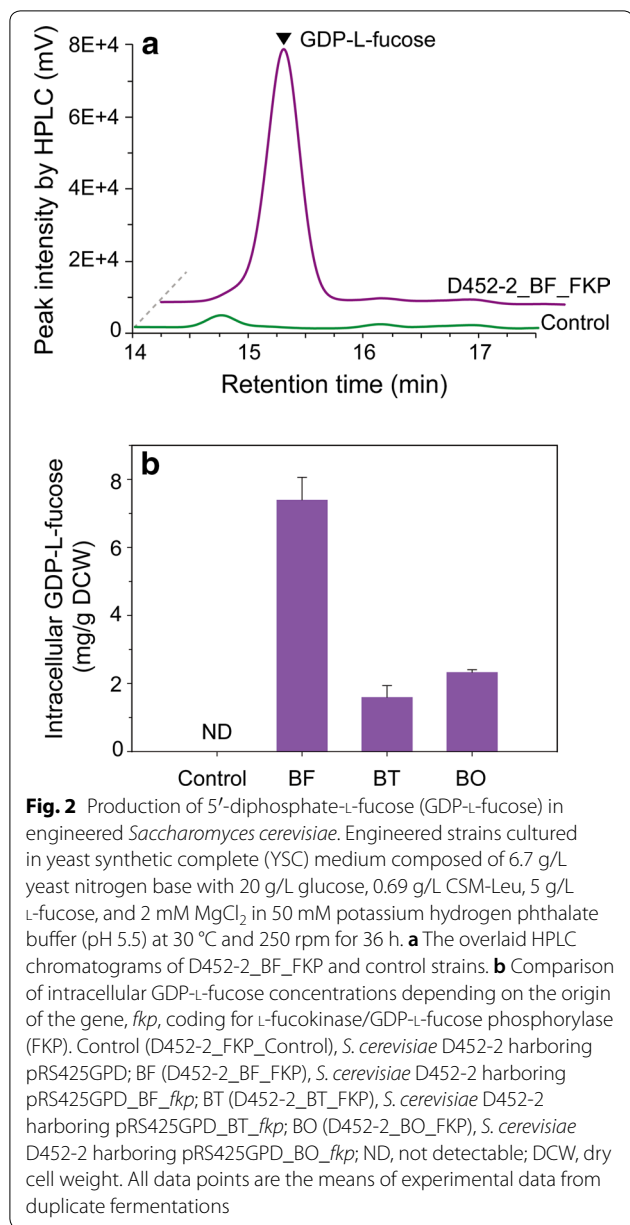 a
▼ GDP-L-fucose
Peak intensity by HPLC (mV)
8E+4
6E+4
4E+4
2E+4
0
D452-2_BF_FKP
Control
14 15 16 17
Retention time (min)
b
Intracellular GDP-L-fucose
(mg/g DCW)
8
6
4
2
0
ND
Control BF BT BO
Fig. 2 Production of 5′-diphosphate-L-fucose (GDP-L-fucose) in
engineered Saccharomyces cerevisiae. Engineered strains cultured
in yeast synthetic complete (YSC) medium composed of 6.7 g/L
yeast nitrogen base with 20 g/L glucose, 0.69 g/L CSM-Leu, 5 g/L
L-fucose, and 2 mM MgCl₂ in 50 mM potassium hydrogen phthalate
buffer (pH 5.5) at 30 °C and 250 rpm for 36 h. a The overlaid HPLC
chromatograms of D452-2_BF_FKP and control strains. b Comparison
of intracellular GDP-L-fucose concentrations depending on the origin
of the gene, fkp, coding for L-fucokinase/GDP-L-fucose phosphorylase
(FKP). Control (D452-2_FKP_Control), S. cerevisiae D452-2 harboring
pRS425GPD; BF (D452-2_BF_FKP), S. cerevisiae D452-2 harboring
pRS425GPD_BF_fkp; BT (D452-2_BT_FKP), S. cerevisiae D452-2
harboring pRS425GPD_BT_fkp; BO (D452-2_BO_FKP), S. cerevisiae
D452-2 harboring pRS425GPD_BO_fkp; ND, not detectable; DCW, dry
cell weight. All data points are the means of experimental data from
duplicate fermentations